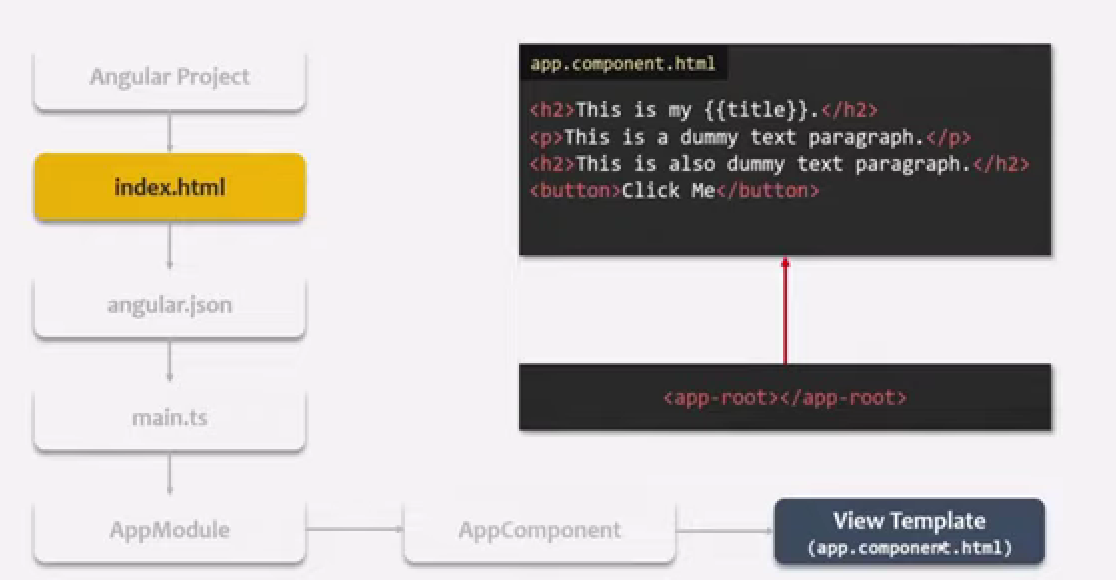 Angular Project
index.html
angular.json
main.ts
AppModule
AppComponent
View Template
(app.component.html)
app.component.html
<h2>This is my {{title}}.</h2>
<p>This is a dummy text paragraph.</p>
<h2>This is also dummy text paragraph.</h2>
<button>Click Me</button>
<app-root></app-root>